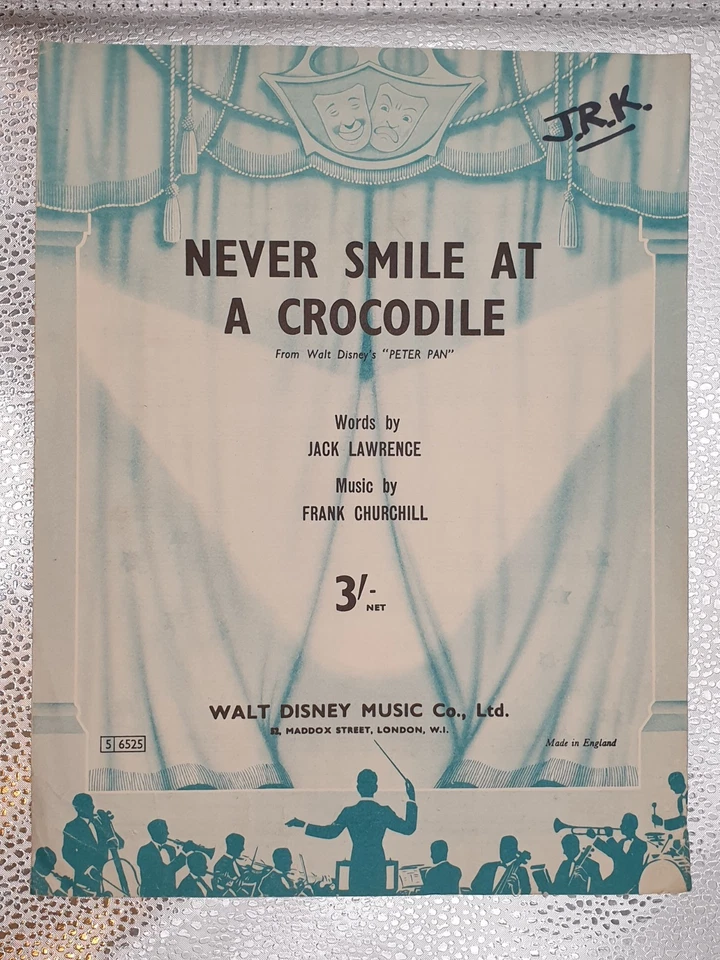 J.R.K.
NEVER SMILE AT
A CROCODILE
From Walt Disney's "PETER PAN"
Words by
JACK LAWRENCE
Music by
FRANK CHURCHILL
3/-
NET
WALT DISNEY MUSIC Co., Ltd.
52, MADDOX STREET, LONDON, W.1.
5 6525
Made in England